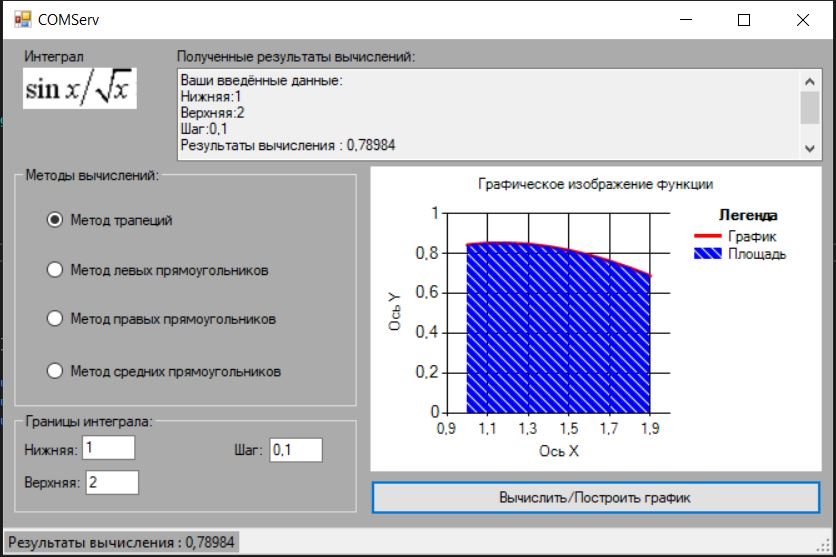 COMServ
Интеграл
sin x/√x
Полученные результаты вычислений:
Ваши введённые данные:
Нижняя:1
Верхняя:2
Шаг:0,1
Результаты вычисления : 0,78984
Методы вычислений:
Метод трапеций
Метод левых прямоугольников
Метод правых прямоугольников
Метод средних прямоугольников
Границы интеграла:
Нижняя: 1
Шаг: 0,1
Верхняя: 2
Графическое изображение функции
Легенда
График
Площадь
Ось Y
1
0,8
0,6
0,4
0,2
0
0,9 1,1 1,3 1,5 1,7 1,9
Ось X
Вычислить/Построить график
Результаты вычисления : 0,78984